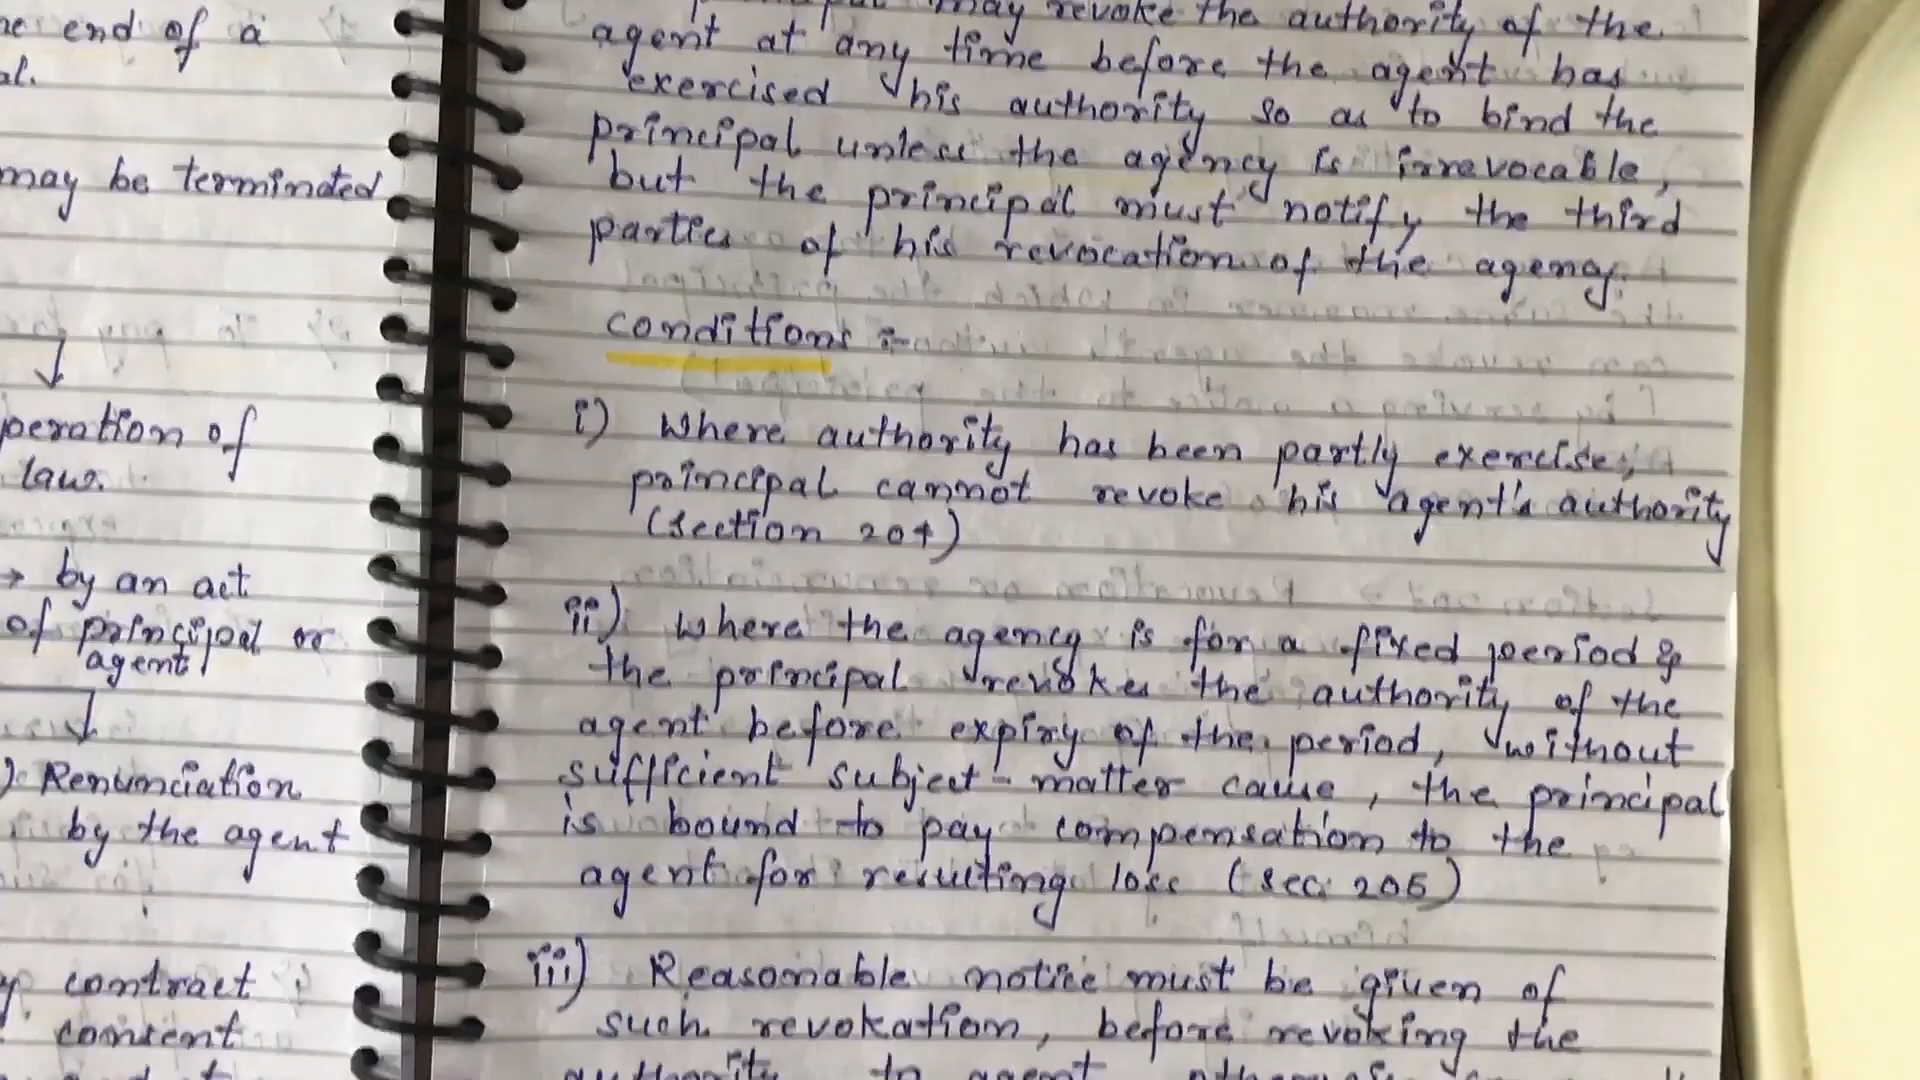 he end of a
al.
may be terminated
operation of
law.
→ by an act
of principal or
agent
) Renunciation
by the agent
y contract
consent
may revoke the authority of the
agent at any time before the agent has
exercised his authority so as to bind the
principal unless the agency is irrevocable,
but the principal must notify the third
parties of his revocation of the agency.
conditions :-
i) Where authority has been partly exercise,
principal cannot revoke his agent's authority
(section 204)
ii) Where the agency is for a fixed period &
the principal revokes the authority of the
agent before expiry of the period, without
sufficient subject-matter cause, the principal
is bound to pay compensation to the
agent for resulting loss (sec. 205)
iii) Reasonable notice must be given of
such revokation, before revoking the
authority to agent